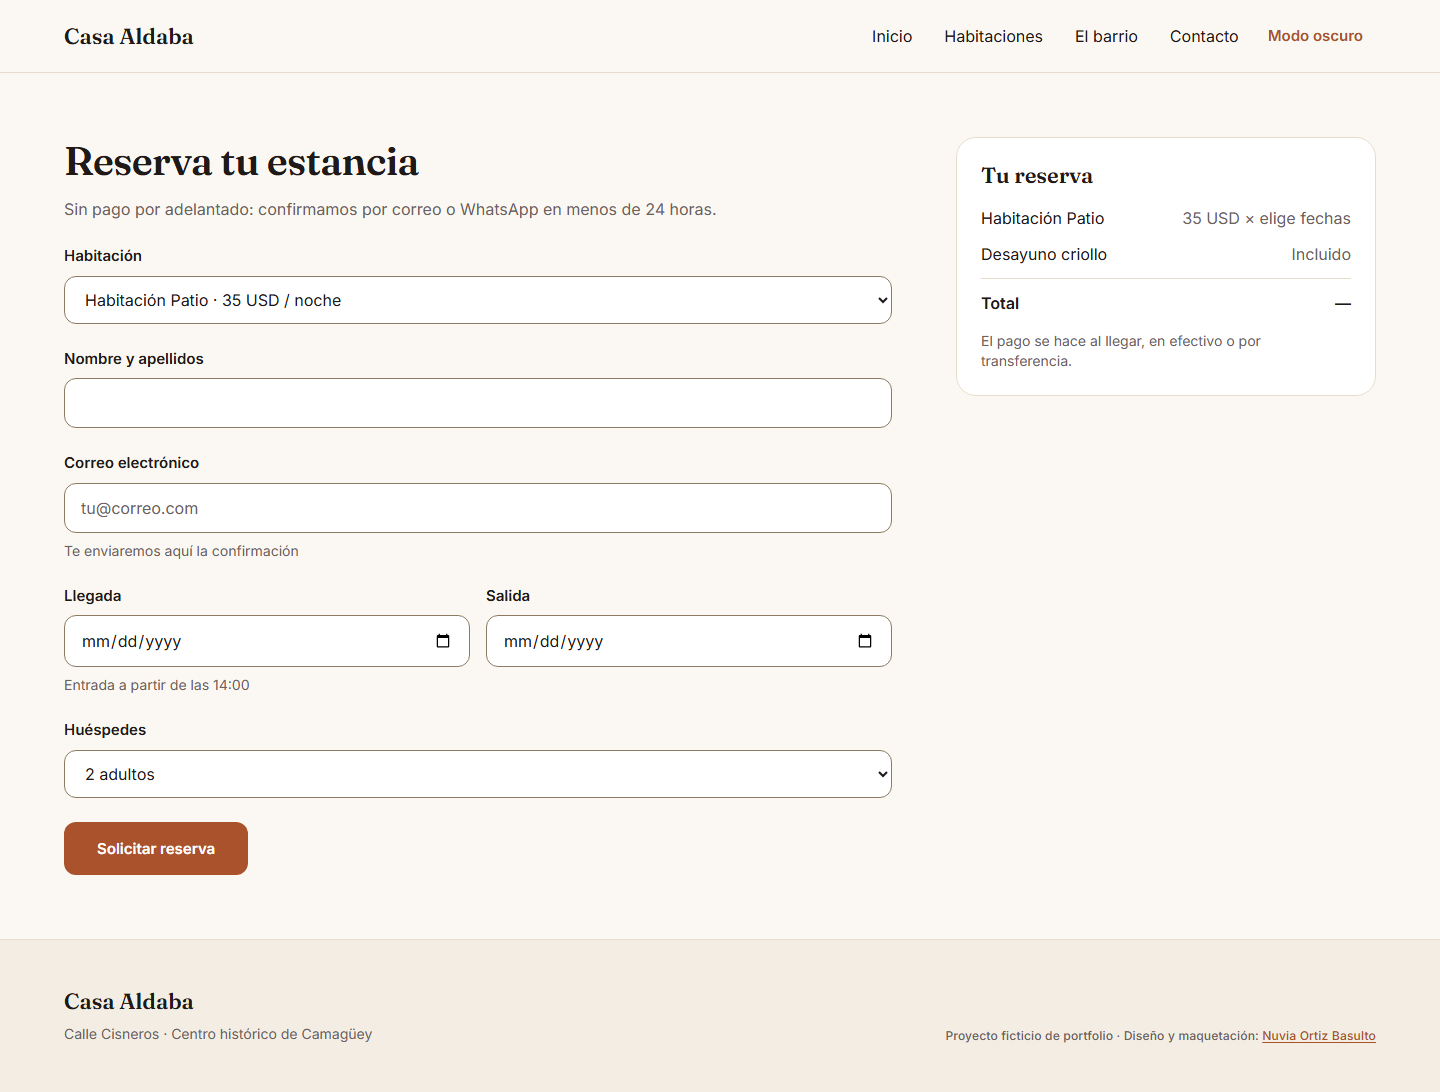 Casa Aldaba
Inicio Habitaciones El barrio Contacto Modo oscuro
Reserva tu estancia
Sin pago por adelantado: confirmamos por correo o WhatsApp en menos de 24 horas.
Habitación
Habitación Patio · 35 USD / noche
Nombre y apellidos
Correo electrónico
tu@correo.com
Te enviaremos aquí la confirmación
Llegada
mm/dd/yyyy
Entrada a partir de las 14:00
Salida
mm/dd/yyyy
Huéspedes
2 adultos
Solicitar reserva
Tu reserva
Habitación Patio 35 USD × elige fechas
Desayuno criollo Incluido
Total —
El pago se hace al llegar, en efectivo o por
transferencia.
Casa Aldaba
Calle Cisneros · Centro histórico de Camagüey
Proyecto ficticio de portfolio · Diseño y maquetación: Nuvia Ortiz Basulto